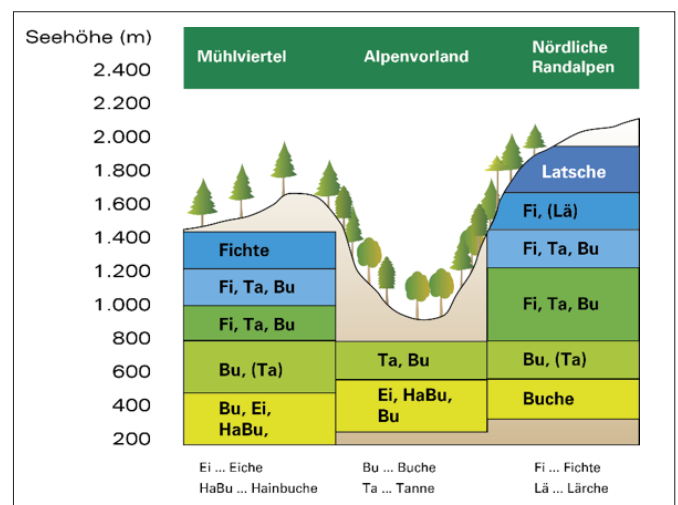 Seehöhe (m)
2.400
2.200
2.000
1.800
1.600
1.400
1.200
1.000
800
600
400
200
Mühlviertel
Alpenvorland
Nördliche
Randalpen
Fichte
Fi, Ta, Bu
Fi, Ta, Bu
Bu, (Ta)
Bu, Ei,
HaBu,
Ta, Bu
Ei, HaBu,
Bu
Latsche
Fi, (Lä)
Fi, Ta, Bu
Fi, Ta, Bu
Bu, (Ta)
Buche
Ei ... Eiche
HaBu ... Hainbuche
Bu ... Buche
Ta ... Tanne
Fi ... Fichte
Lä ... Lärche